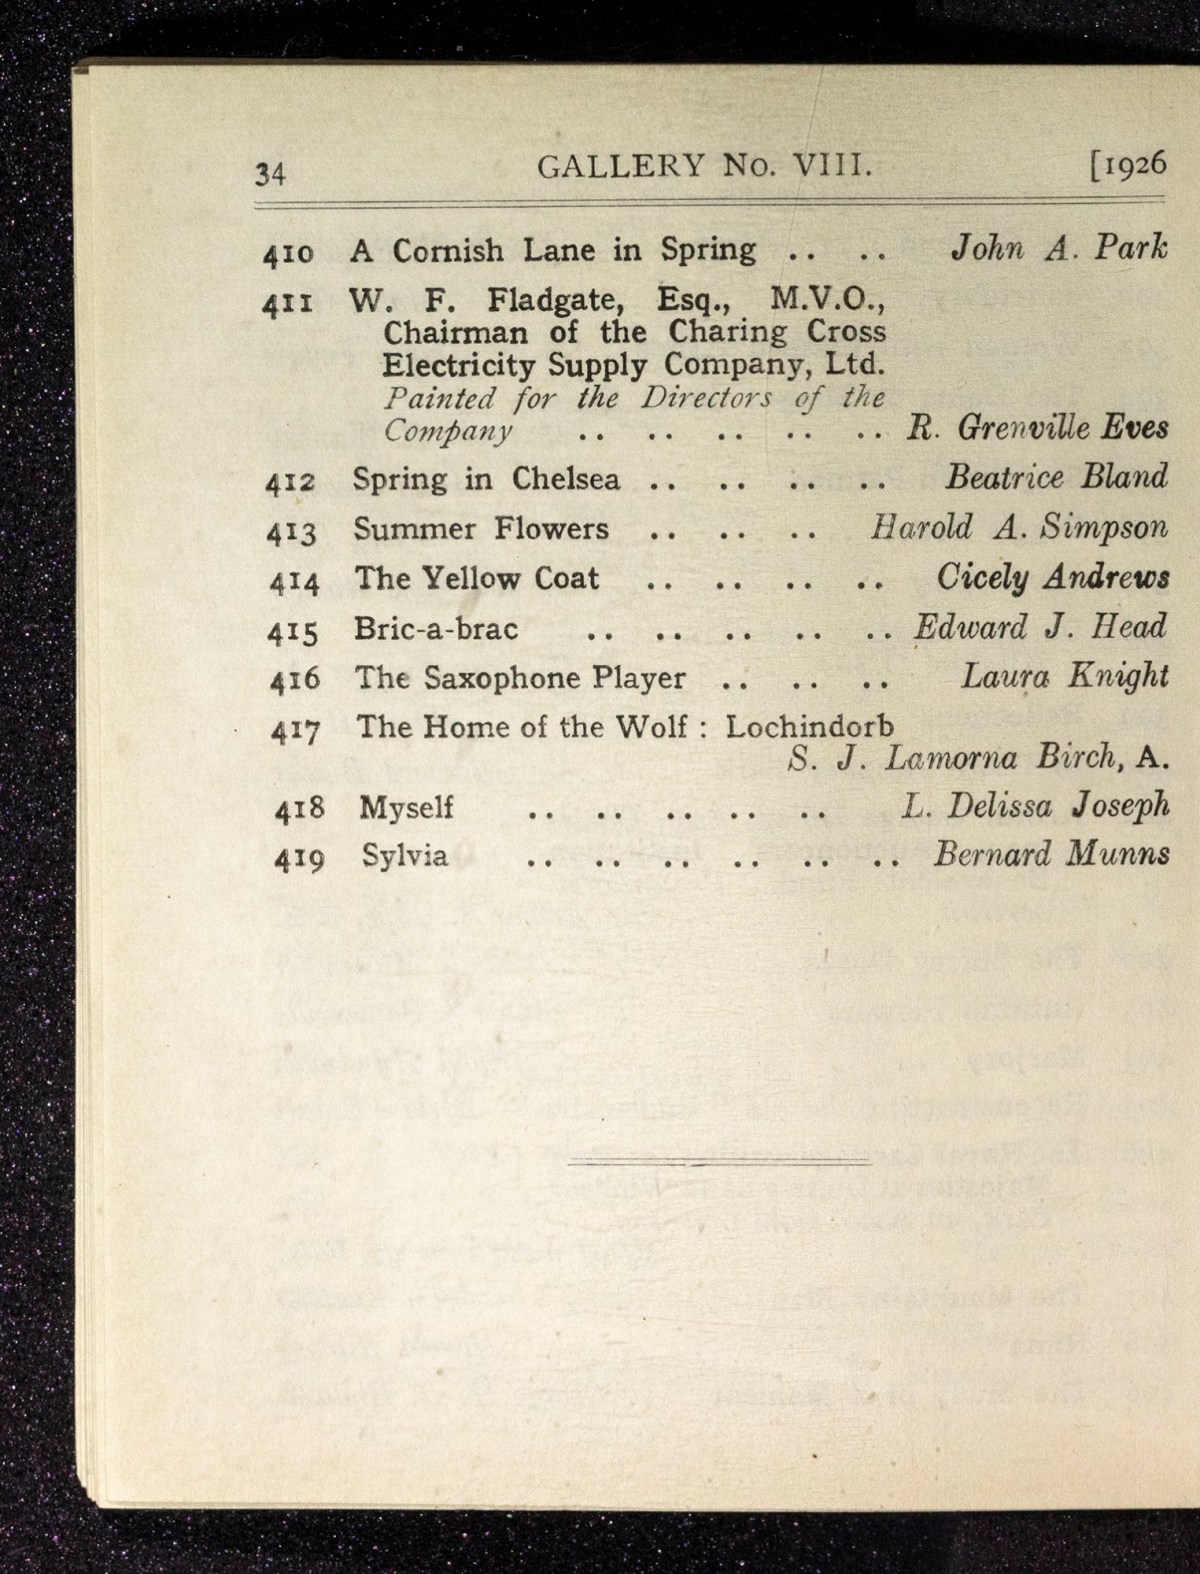 34 GALLERY No. VIII. [1926
410 A Cornish Lane in Spring .. .. John A. Park
411 W. F. Fladgate, Esq., M.V.O.,
Chairman of the Charing Cross
Electricity Supply Company, Ltd.
Painted for the Directors of the
Company .. .. .. .. .. R. Grenville Eves
412 Spring in Chelsea .. .. .. .. Beatrice Bland
413 Summer Flowers .. .. .. Harold A. Simpson
414 The Yellow Coat .. .. .. .. Cicely Andrews
415 Bric-a-brac .. .. .. .. .. Edward J. Head
416 The Saxophone Player .. .. .. Laura Knight
417 The Home of the Wolf : Lochindorb
S. J. Lamorna Birch, A.
418 Myself .. .. .. .. .. L. Delissa Joseph
419 Sylvia .. .. .. .. .. .. Bernard Munns